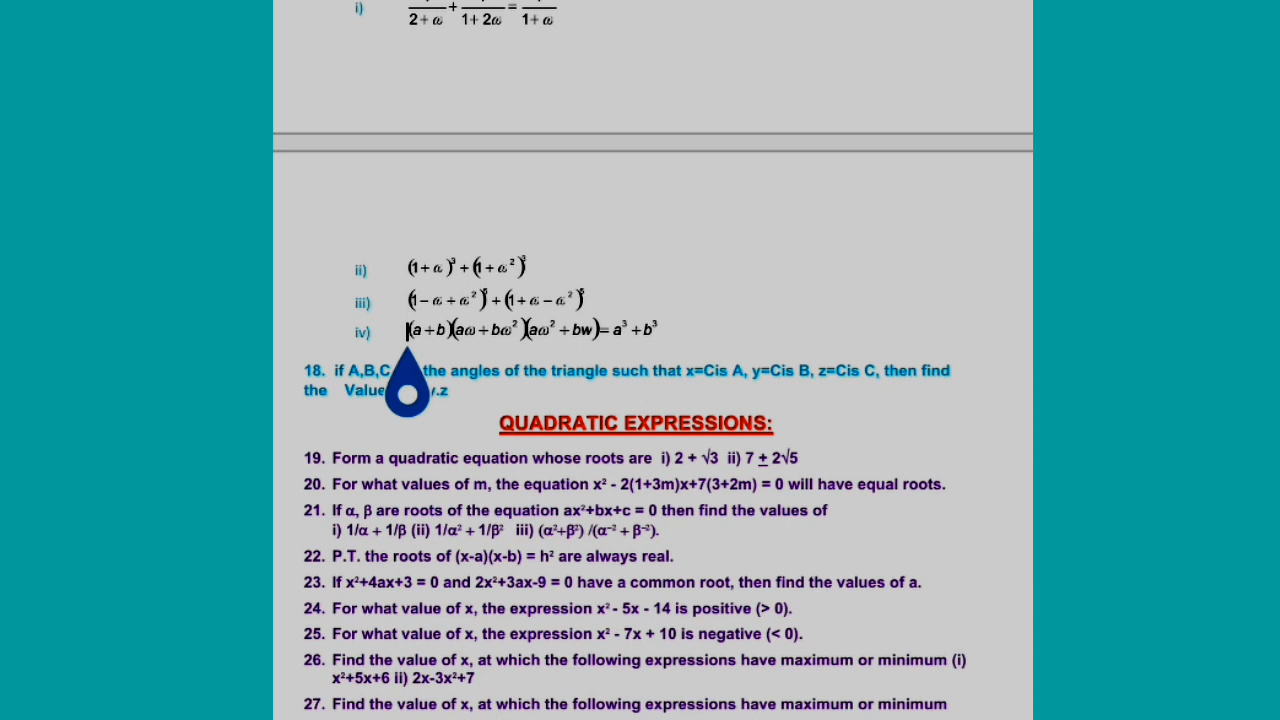 i) 2 + ω + 1 + 2ω = 1 + ω
ii) (1 + ω)³ + (1 + ω²)³
iii) (1 – ω + ω²)⁵ + (1 + ω – ω²)⁵
iv) (a + b)(aω + bω²)(aω² + bw) = a³ + b³
18. if A,B,C the angles of the triangle such that x=Cis A, y=Cis B, z=Cis C, then find
the Value .z
QUADRATIC EXPRESSIONS:
19. Form a quadratic equation whose roots are i) 2 + √3 ii) 7 ± 2√5
20. For what values of m, the equation x² - 2(1+3m)x+7(3+2m) = 0 will have equal roots.
21. If α, β are roots of the equation ax²+bx+c = 0 then find the values of
i) 1/α + 1/β (ii) 1/α² + 1/β² iii) (α²+β²) /(α⁻² + β⁻²).
22. P.T. the roots of (x-a)(x-b) = h² are always real.
23. If x²+4ax+3 = 0 and 2x²+3ax-9 = 0 have a common root, then find the values of a.
24. For what value of x, the expression x² - 5x - 14 is positive (> 0).
25. For what value of x, the expression x² - 7x + 10 is negative (< 0).
26. Find the value of x, at which the following expressions have maximum or minimum (i)
x²+5x+6 ii) 2x-3x²+7
27. Find the value of x, at which the following expressions have maximum or minimum